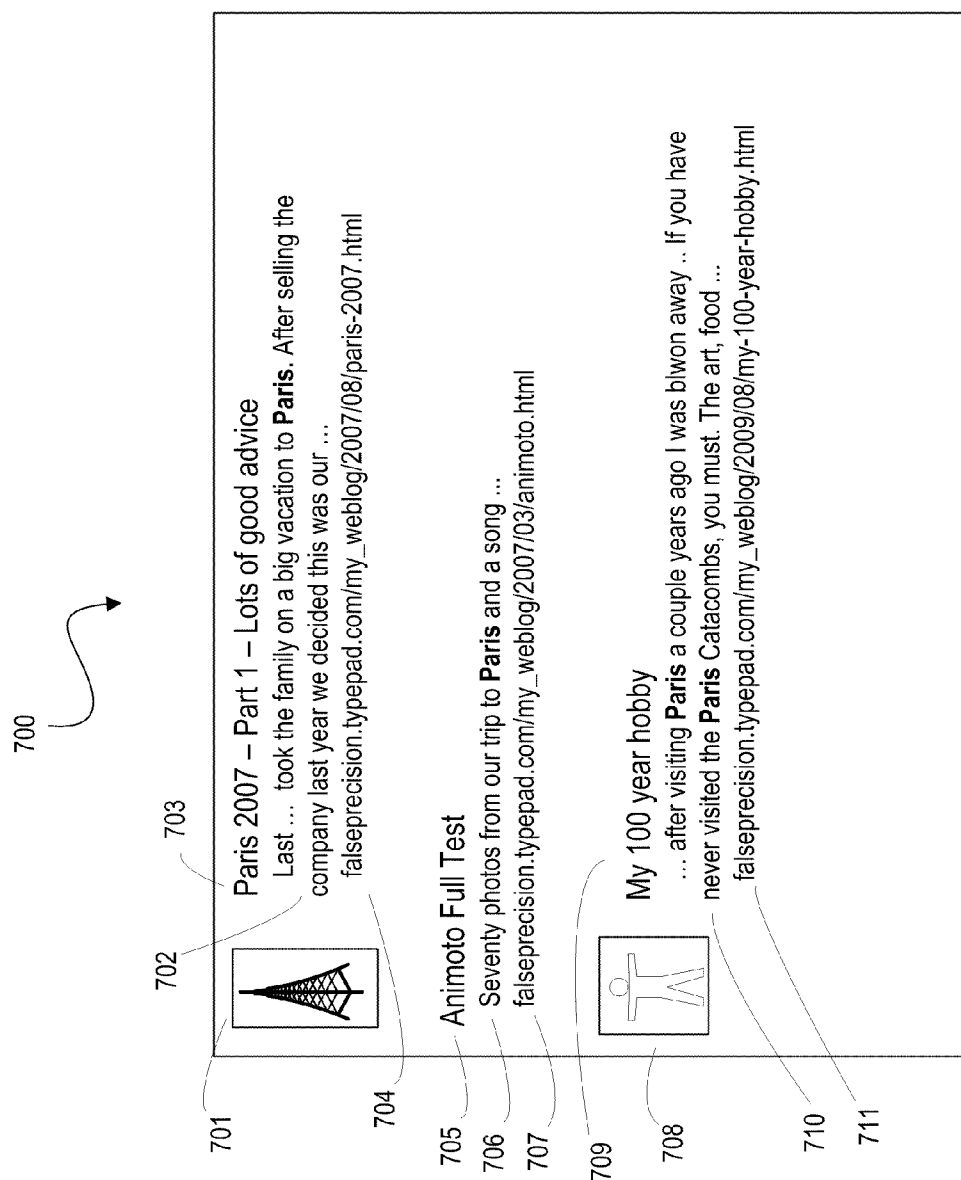 700
703
702
701
Paris 2007 – Part 1 – Lots of good advice
Last ... took the family on a big vacation to Paris. After selling the
company last year we decided this was our ...
falseprecision.typepad.com/my_weblog/2007/08/paris-2007.html
704
705
Animoto Full Test
706
Seventy photos from our trip to Paris and a song ...
707
falseprecision.typepad.com/my_weblog/2007/03/animoto.html
709
708
My 100 year hobby
... after visiting Paris a couple years ago I was blwon away .. If you have
never visited the Paris Catacombs, you must. The art, food ...
falseprecision.typepad.com/my_weblog/2009/08/my-100-year-hobby.html
710
711